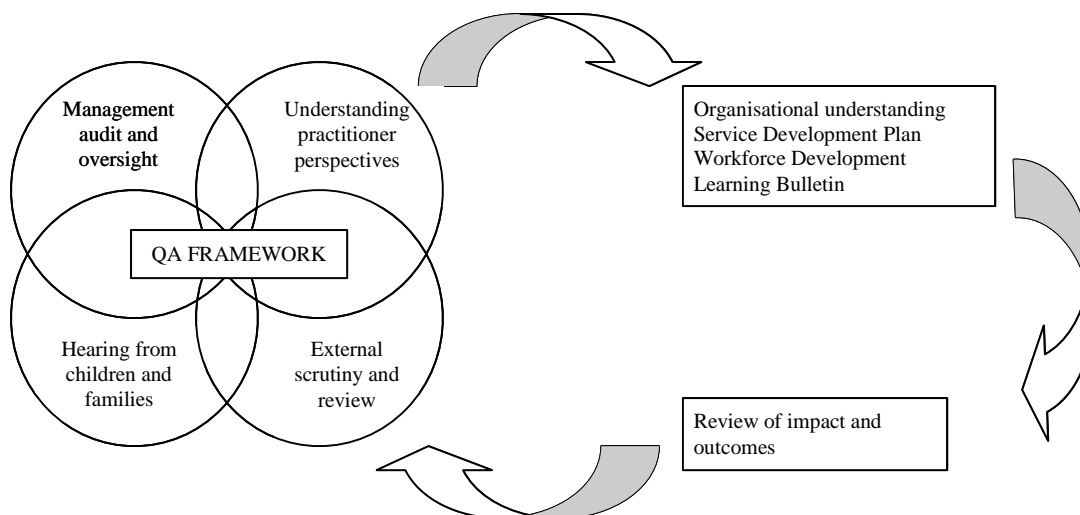 Management
audit and
oversight
Understanding
practitioner
perspectives
QA FRAMEWORK
Hearing from
children and
families
External
scrutiny and
review
Organisational understanding
Service Development Plan
Workforce Development
Learning Bulletin
Review of impact and
outcomes